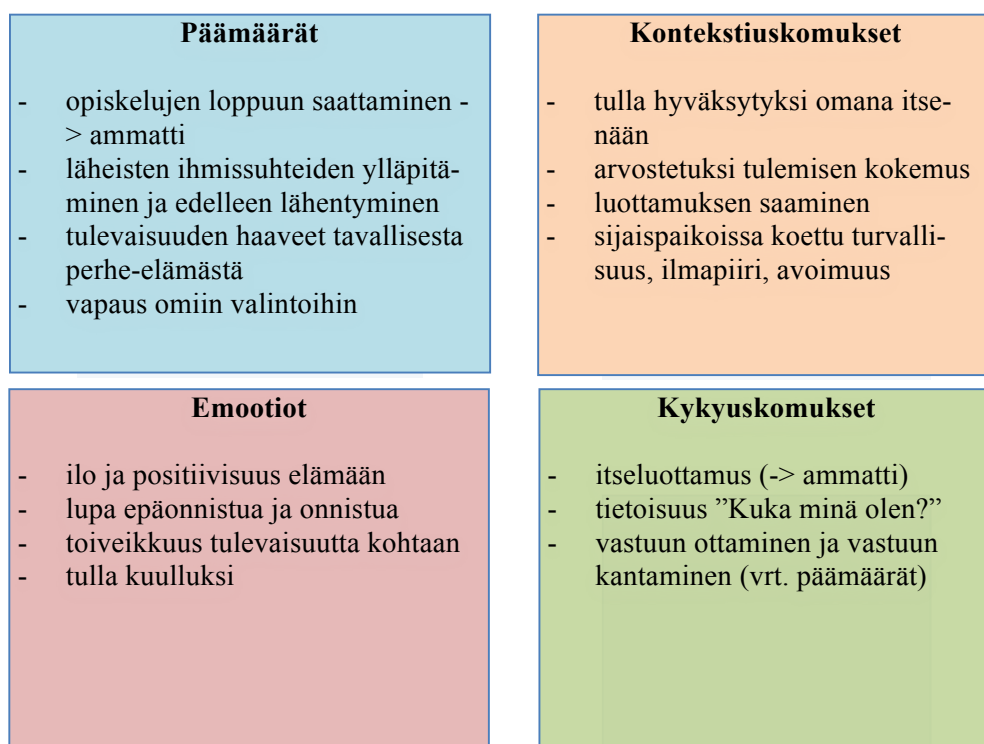 Päämäärät
- opiskelujen loppuun saattaminen -
> ammatti
- läheisten ihmissuhteiden ylläpitä-
minen ja edelleen lähentyminen
- tulevaisuuden haaveet tavallisesta
perhe-elämästä
- vapaus omiin valintoihin
Kontekstiuskomukset
- tulla hyväksytyksi omana itse-
nään
- arvostetuksi tulemisen kokemus
- luottamuksen saaminen
- sijaispaikoissa koettu turvalli-
suus, ilmapiiri, avoimuus
Emootiot
- ilo ja positiivisuus elämään
- lupa epäonnistua ja onnistua
- toiveikkuus tulevaisuutta kohtaan
- tulla kuulluksi
Kykyuskomukset
- itseluottamus (-> ammatti)
- tietoisuus ”Kuka minä olen?”
- vastuun ottaminen ja vastuun
kantaminen (vrt. päämäärät)